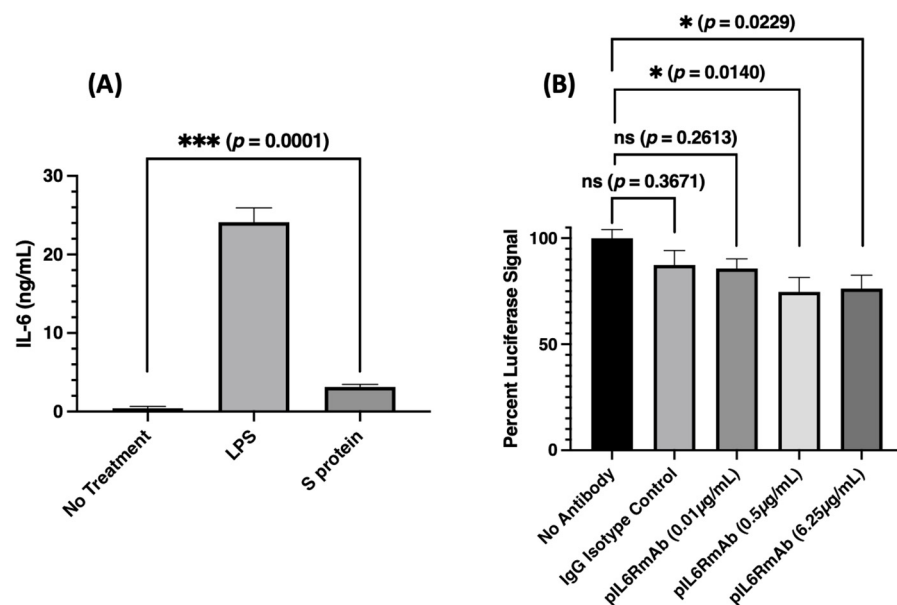 (A)
*** (p = 0.0001)
IL-6 (ng/mL)
30
20
10
0
No Treatment
LPS
S protein
(B)
* (p = 0.0229)
* (p = 0.0140)
ns (p = 0.2613)
ns (p = 0.3671)
Percent Luciferase Signal
100
50
0
No Antibody
IgG Isotype Control
pIL6RmAb (0.01µg/mL)
pIL6RmAb (0.5µg/mL)
pIL6RmAb (6.25µg/mL)